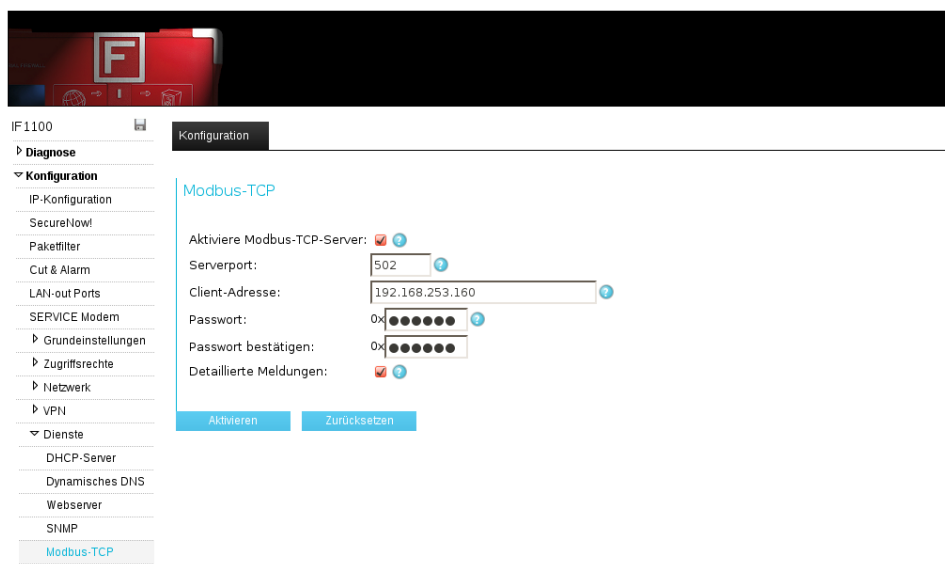 F
IF1100
Konfiguration
Diagnose
Konfiguration
IP-Konfiguration
SecureNow!
Paketfilter
Cut & Alarm
LAN-out Ports
SERVICE Modem
Grundeinstellungen
Zugriffsrechte
Netzwerk
VPN
Dienste
DHCP-Server
Dynamisches DNS
Webserver
SNMP
Modbus-TCP
Modbus-TCP
Aktiviere Modbus-TCP-Server: ?
Serverport: 502 ?
Client-Adresse: 192.168.253.160 ?
Passwort: 0x●●●●●● ?
Passwort bestätigen: 0x●●●●●●
Detaillierte Meldungen: ?
Aktivieren Zurücksetzen